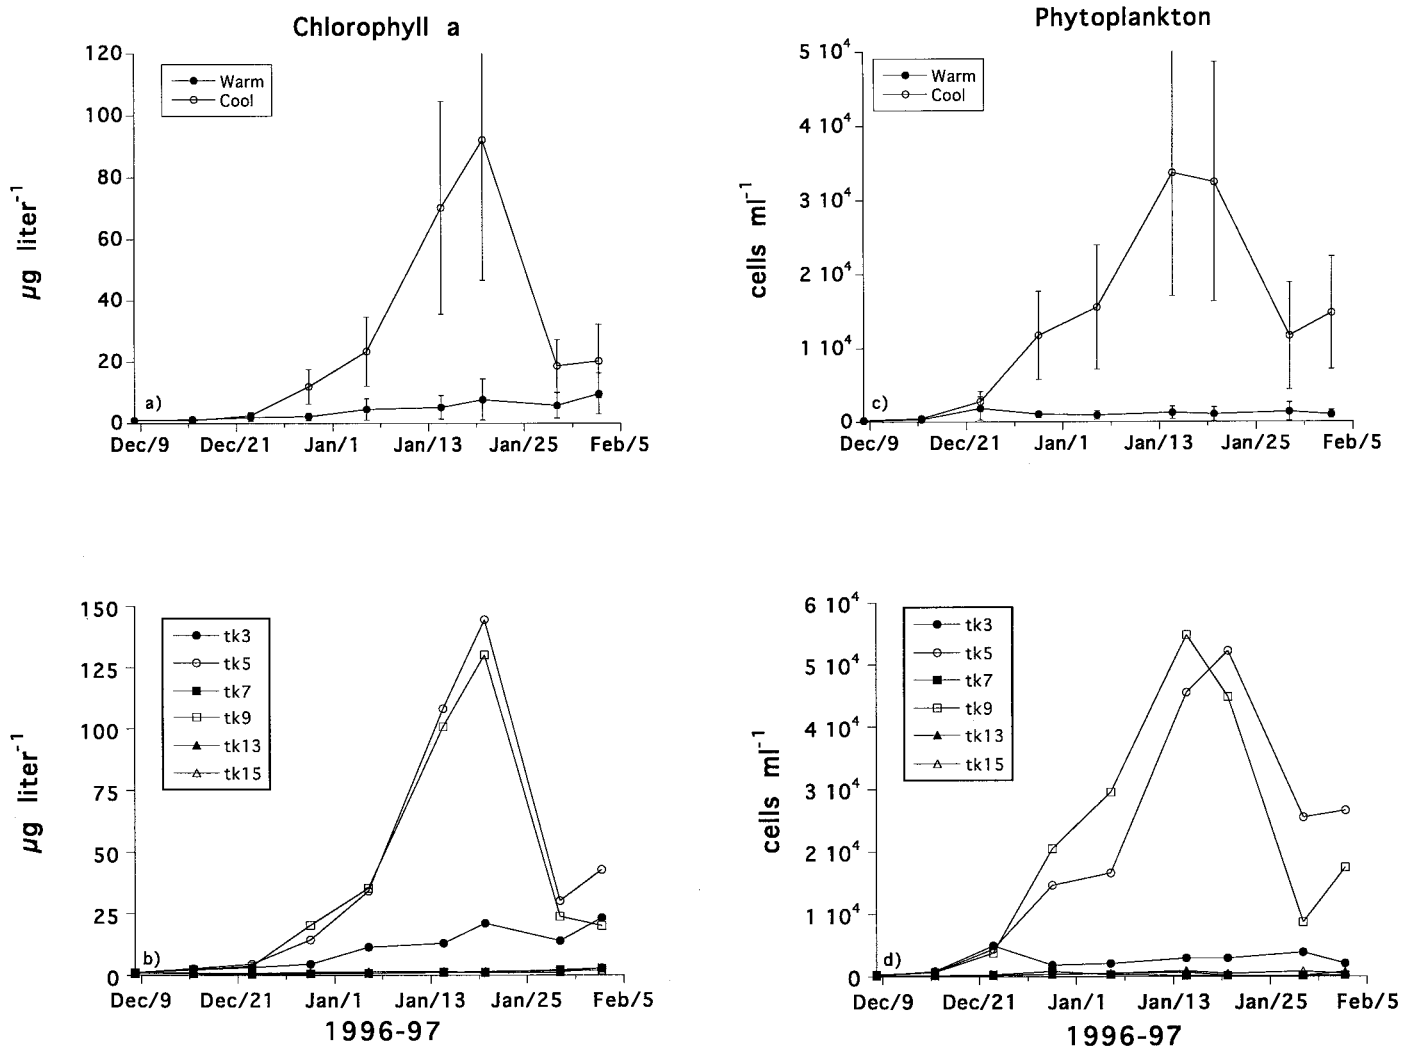 Chlorophyll a
120
100
80
60
40
20
0
µg liter⁻¹
Warm
Cool
a)
Dec/9 Dec/21 Jan/1 Jan/13 Jan/25 Feb/5
Phytoplankton
5 10⁴
4 10⁴
3 10⁴
2 10⁴
1 10⁴
0
cells ml⁻¹
Warm
Cool
c)
Dec/9 Dec/21 Jan/1 Jan/13 Jan/25 Feb/5
150
125
100
75
50
25
0
µg liter⁻¹
tk3
tk5
tk7
tk9
tk13
tk15
b)
Dec/9 Dec/21 Jan/1 Jan/13 Jan/25 Feb/5
1996-97
6 10⁴
5 10⁴
4 10⁴
3 10⁴
2 10⁴
1 10⁴
0
cells ml⁻¹
tk3
tk5
tk7
tk9
tk13
tk15
d)
Dec/9 Dec/21 Jan/1 Jan/13 Jan/25 Feb/5
1996-97